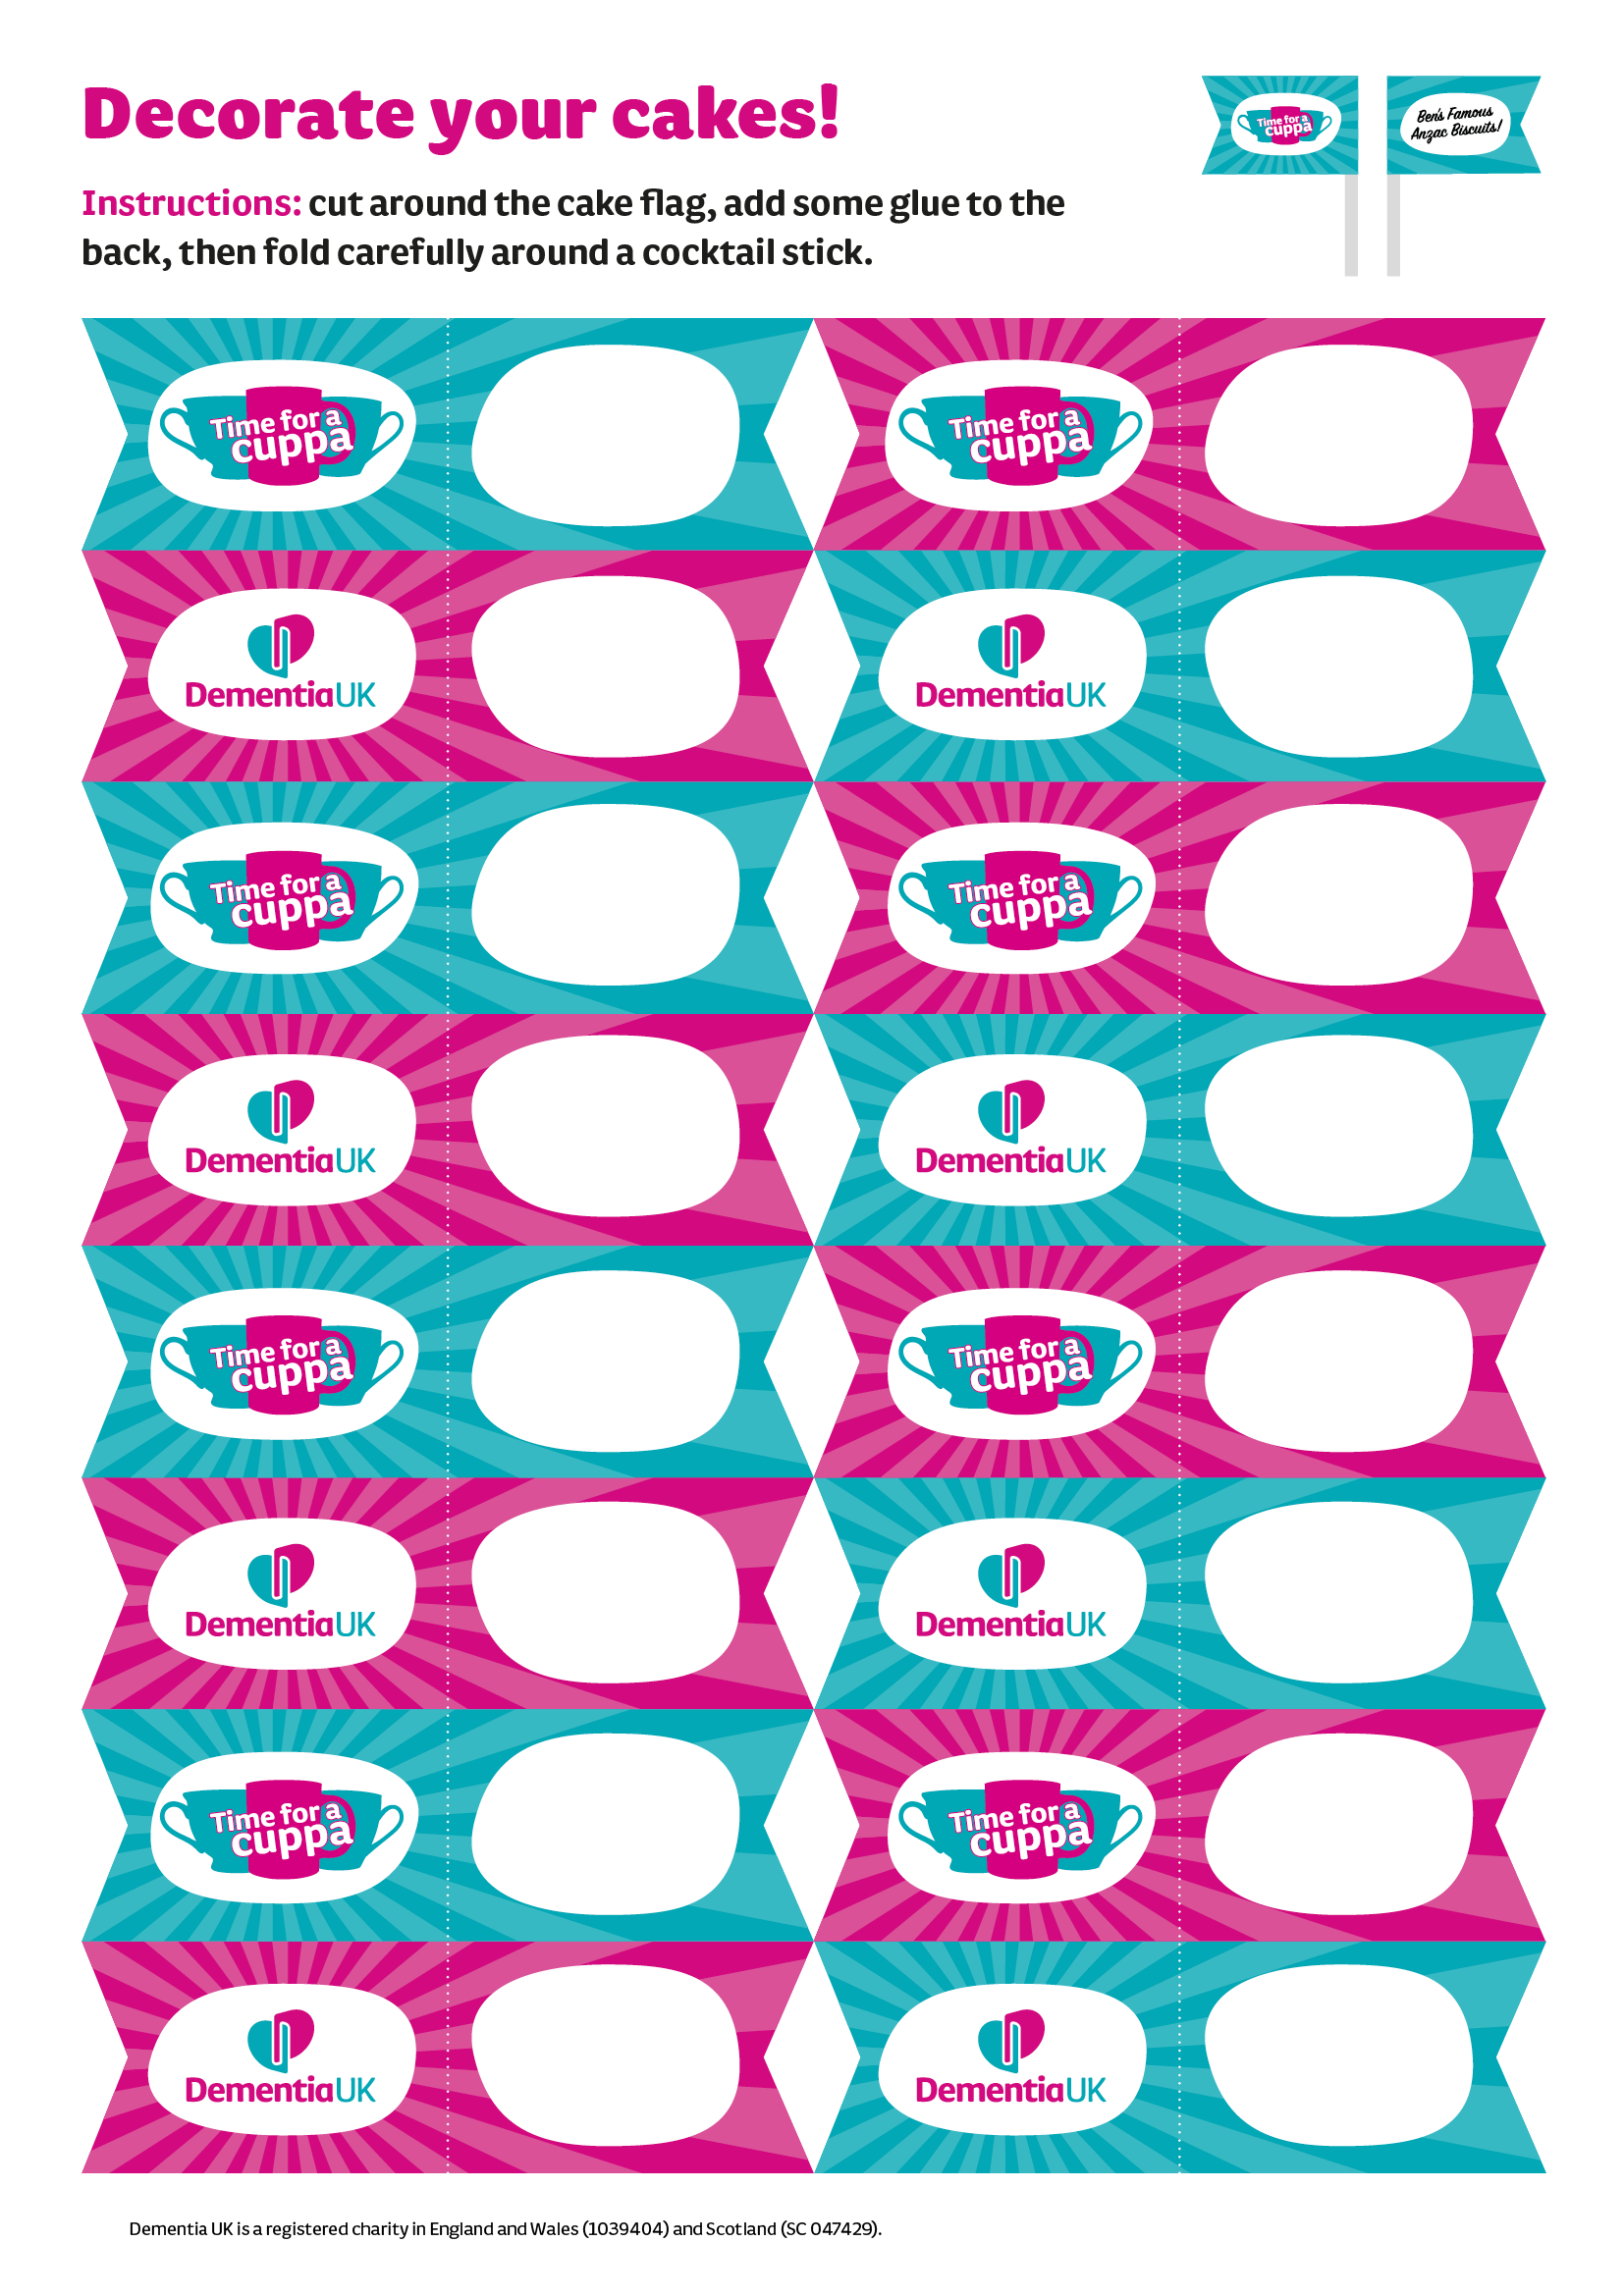 Decorate your cakes!
Instructions: cut around the cake flag, add some glue to the
back, then fold carefully around a cocktail stick.
Time for a
cuppa
Ben's Famous
Anzac Biscuits!
Time for a
cuppa
Time for a
cuppa
DementiaUK
DementiaUK
Time for a
cuppa
Time for a
cuppa
DementiaUK
DementiaUK
Time for a
cuppa
Time for a
cuppa
DementiaUK
DementiaUK
Time for a
cuppa
Time for a
cuppa
DementiaUK
DementiaUK
Dementia UK is a registered charity in England and Wales (1039404) and Scotland (SC 047429).